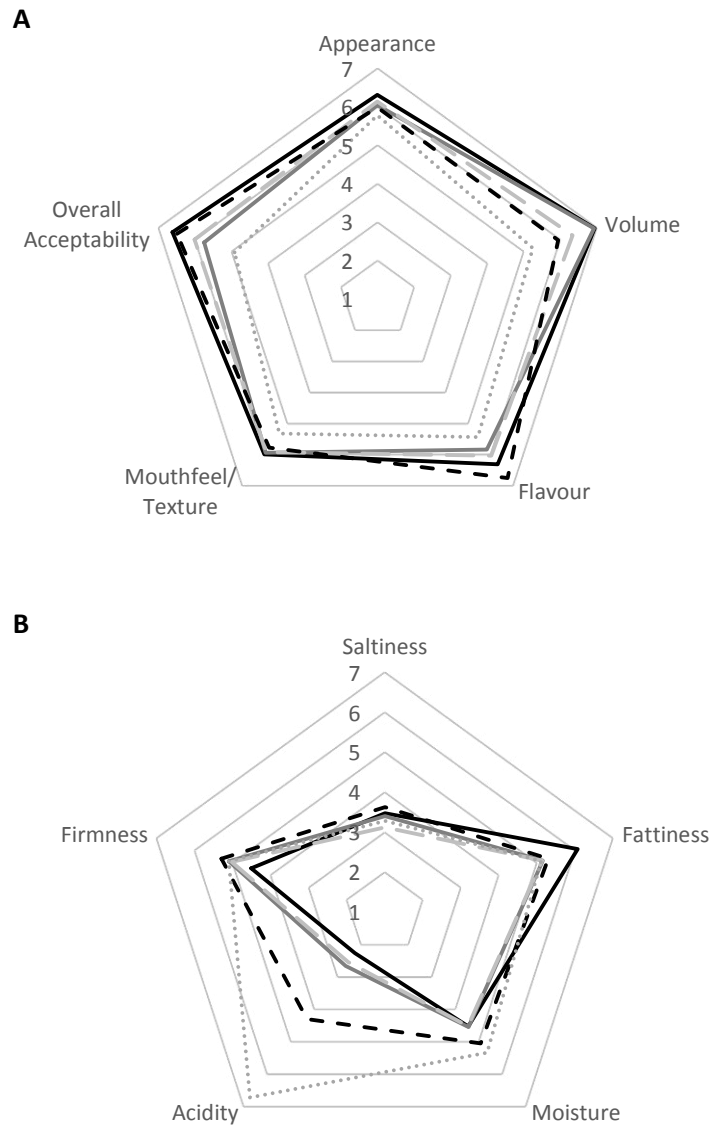 A
Appearance
7
6
5
4
3
2
1
Volume
Overall
Acceptability
Mouthfeel/
Texture
Flavour
B
Saltiness
7
6
5
4
3
2
1
Firmness
Fattiness
Acidity
Moisture